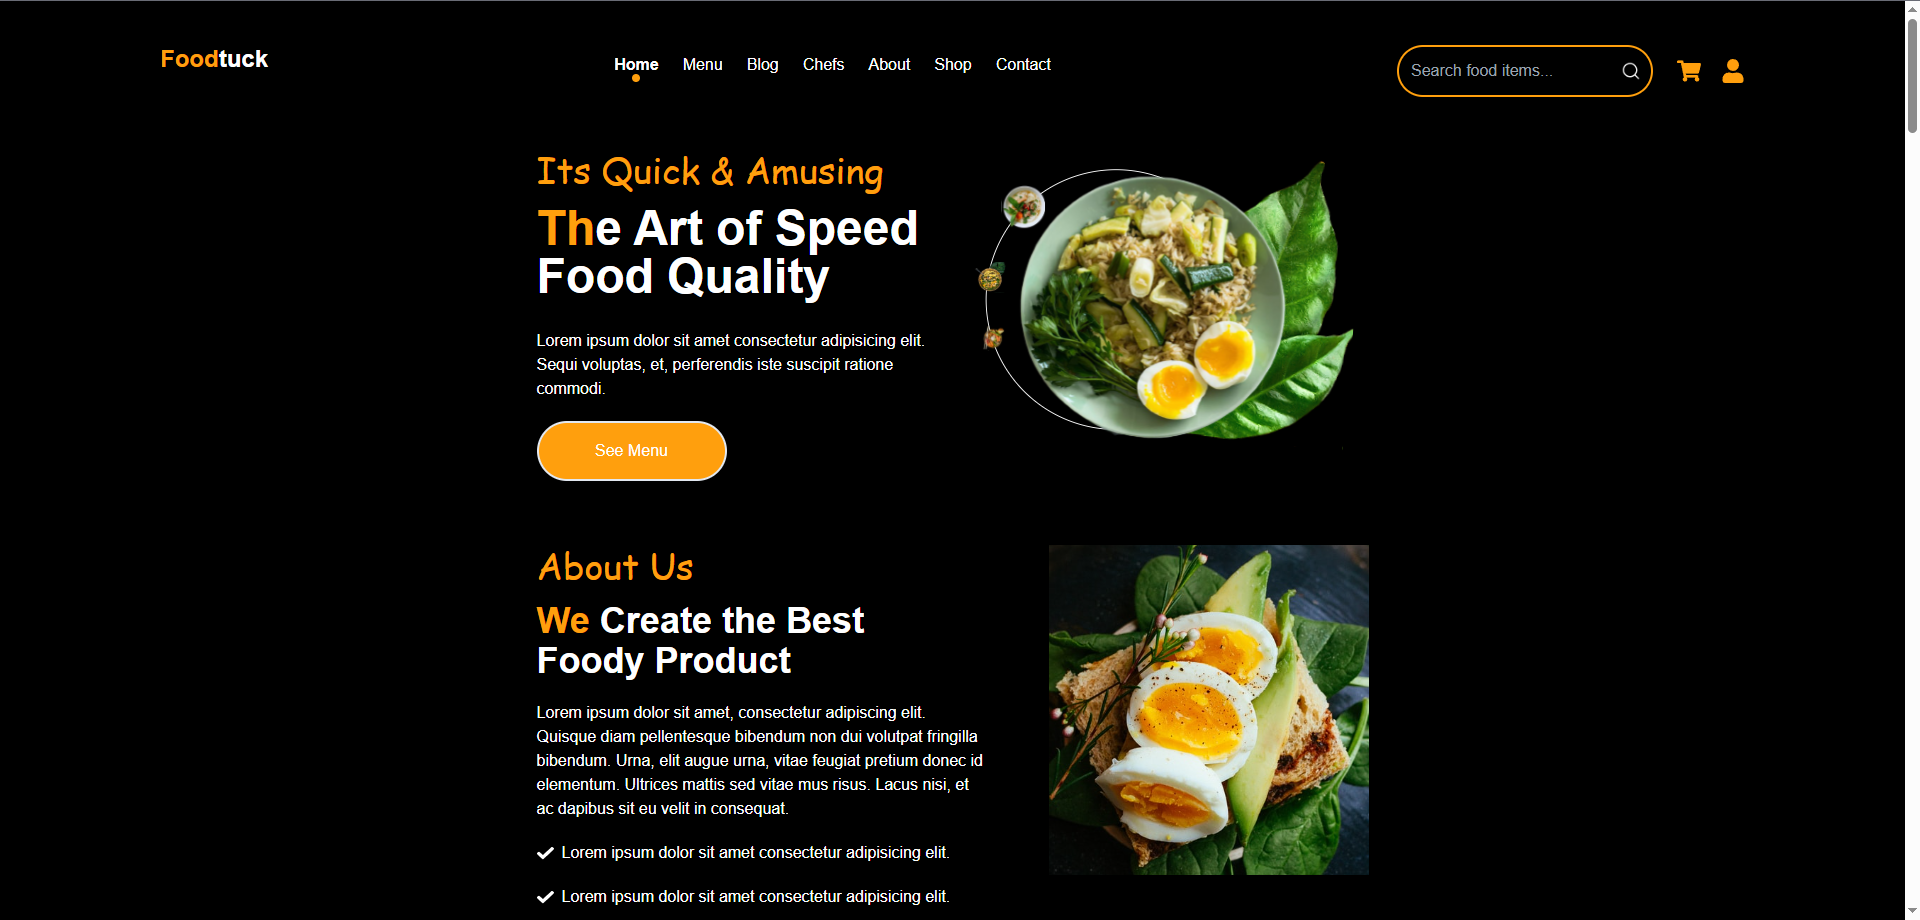 Foodtuck
Home Menu Blog Chefs About Shop Contact
Search food items...
Its Quick & Amusing
The Art of Speed
Food Quality
Lorem ipsum dolor sit amet consectetur adipisicing elit.
Sequi voluptas, et, perferendis iste suscipit ratione
commodi.
See Menu
About Us
We Create the Best
Foody Product
Lorem ipsum dolor sit amet, consectetur adipiscing elit.
Quisque diam pellentesque bibendum non dui volutpat fringilla
bibendum. Urna, elit augue urna, vitae feugiat pretium donec id
elementum. Ultrices mattis sed vitae mus risus. Lacus nisi, et
ac dapibus sit eu velit in consequat.
Lorem ipsum dolor sit amet consectetur adipisicing elit.
Lorem ipsum dolor sit amet consectetur adipisicing elit.